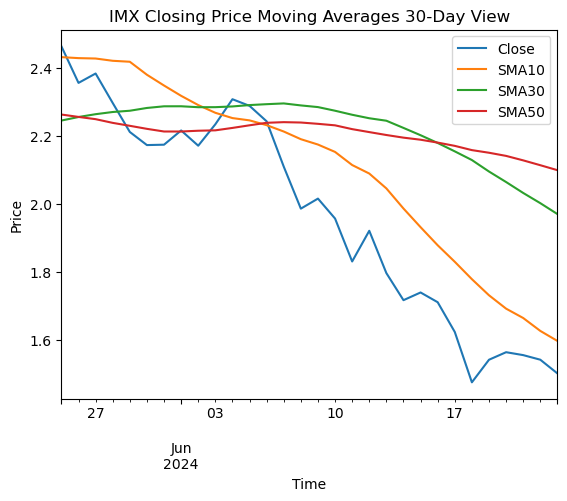 IMX Closing Price Moving Averages 30-Day View
Close
SMA10
SMA30
SMA50
2.4
2.2
2.0
1.8
1.6
Price
27
03
10
17
Jun
2024
Time